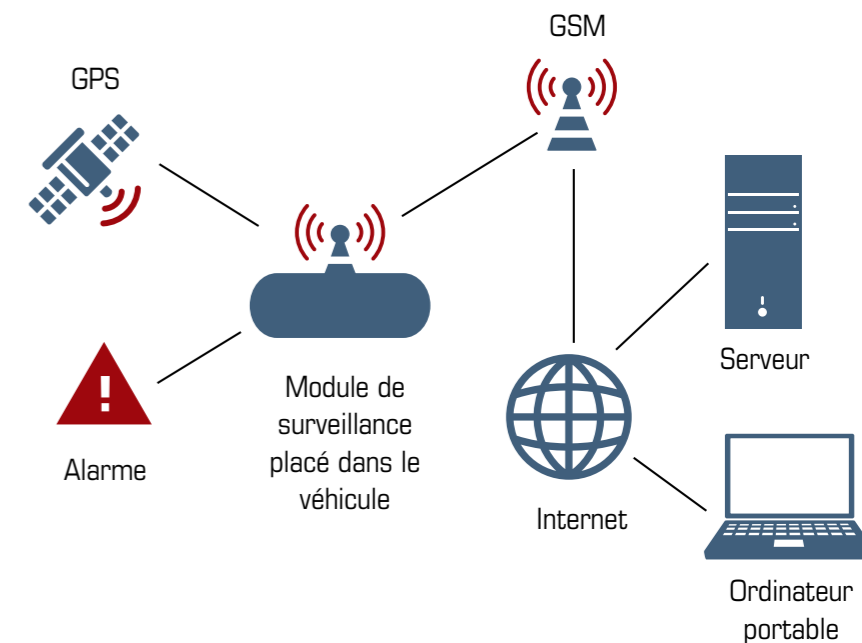 GSM
GPS
Serveur
Module de
surveillance
placé dans le
véhicule
Alarme
Internet
Ordinateur
portable